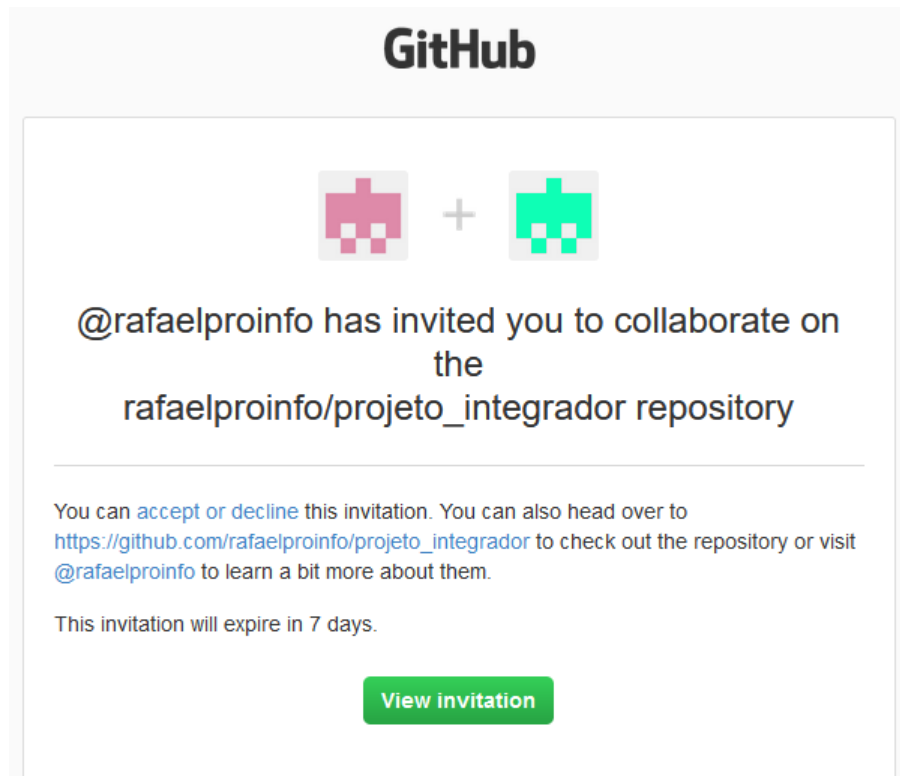 GitHub
@rafaelproinfo has invited you to collaborate on
the
rafaelproinfo/projeto_integrador repository
You can accept or decline this invitation. You can also head over to
https://github.com/rafaelproinfo/projeto_integrador to check out the repository or visit
@rafaelproinfo to learn a bit more about them.
This invitation will expire in 7 days.
View invitation